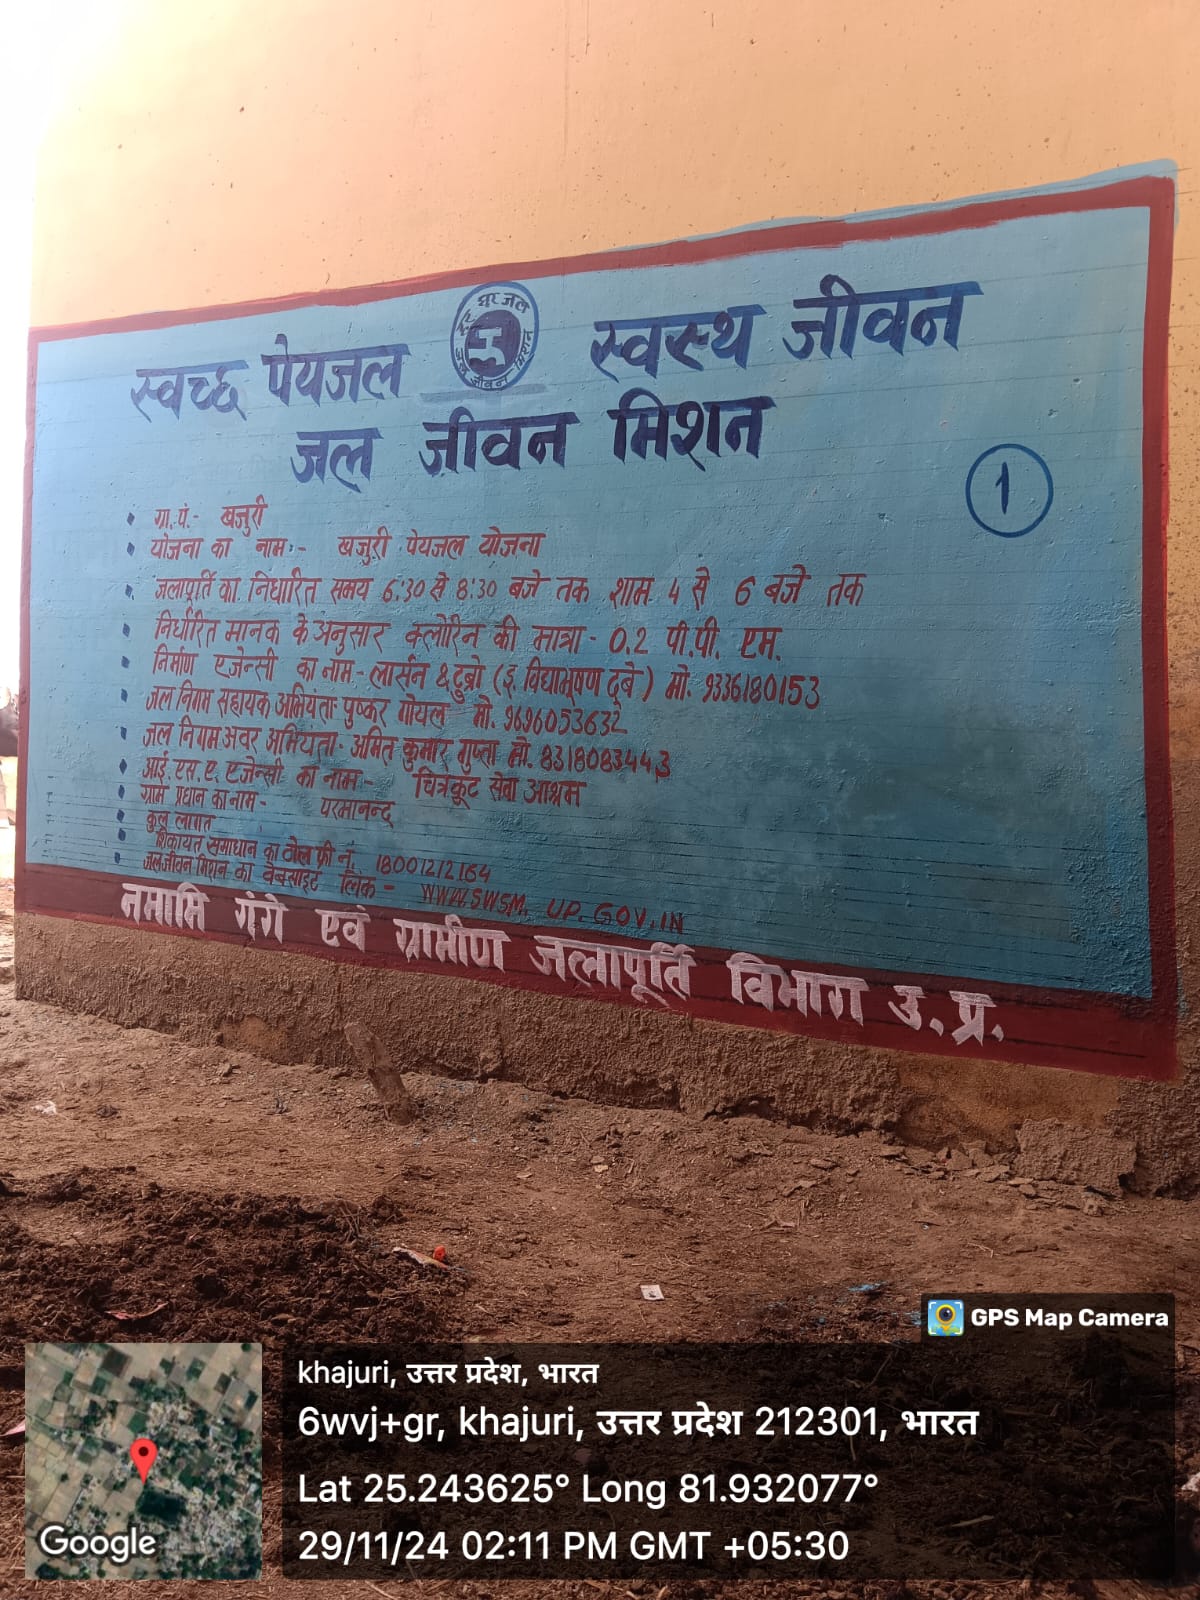 स्वच्छ पेयजल स्वस्थ जीवन
हर घर जल
जल जीवन मिशन
जल जीवन मिशन
1
ग्रा.पं.- खजुरी
योजना का नाम:- खजुरी पेयजल योजना
जलापूर्ति का निर्धारित समय 6:30 से 8:30 बजे तक शाम 4 से 6 बजे तक
निर्धारित मानक के अनुसार क्लोरिन की मात्रा - 0.2 पी.पी. एम.
निर्माण एजेन्सी का नाम - लार्सन & टुब्रो (इ. विद्याभूषण दुबे) मो. 9336180153
जल निगम सहायक अभियंता- पुष्कर गोयल मो. 9696053632
जल निगम अवर अभियंता- अमित कुमार गुप्ता मो. 8318083443
आई. एस. ए. एजेन्सी का नाम - चित्रकूट सेवा आश्रम
ग्राम प्रधान का नाम - परमानन्द
कुल लागत
शिकायत समाधान का टोल फ्री नं. 18001212164
जल जीवन मिशन की वेबसाइट लिंक - WWW.SWSM.UP.GOV.IN
नमामि गंगे एवं ग्रामीण जलापूर्ति विभाग उ.प्र.
GPS Map Camera
khajuri, उत्तर प्रदेश, भारत
6wvj+gr, khajuri, उत्तर प्रदेश 212301, भारत
Lat 25.243625° Long 81.932077°
29/11/24 02:11 PM GMT +05:30
Google